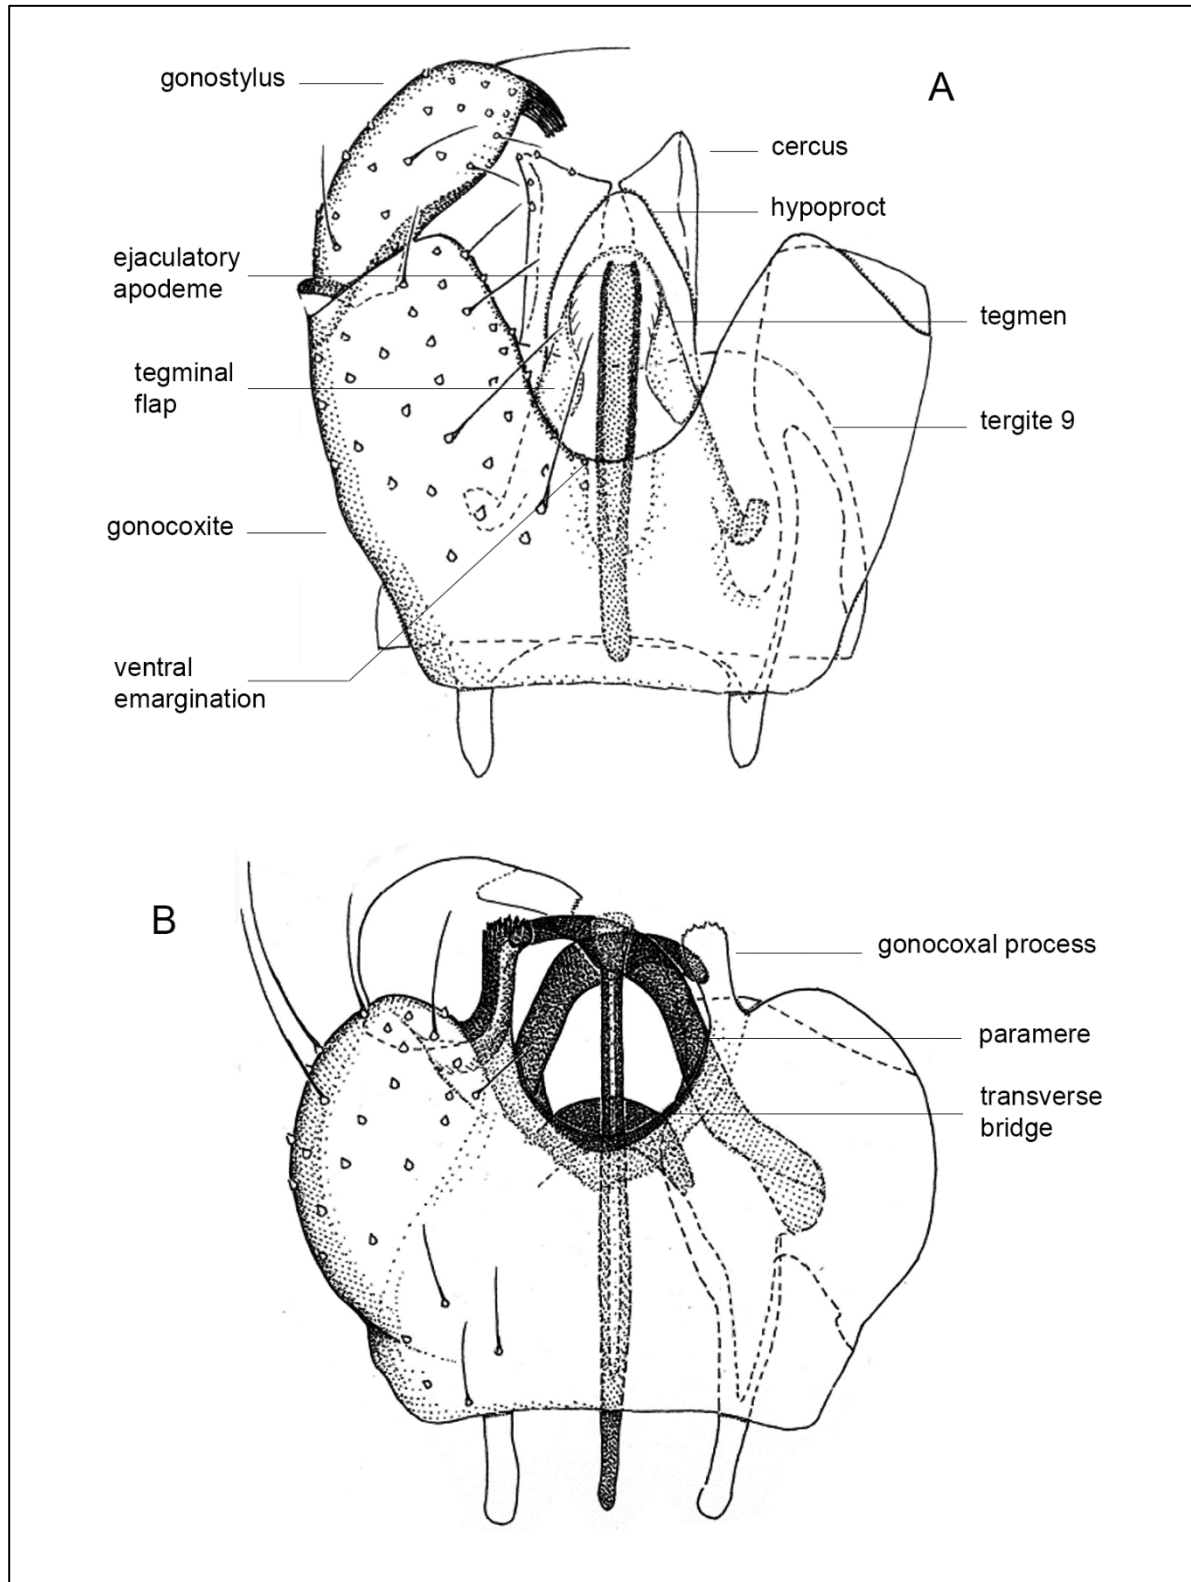 gonostylus
A
cercus
hypoproct
ejaculatory
apodeme
tegmen
tegminal
flap
tergite 9
gonocoxite
ventral
emargination
B
gonocoxal process
paramere
transverse
bridge